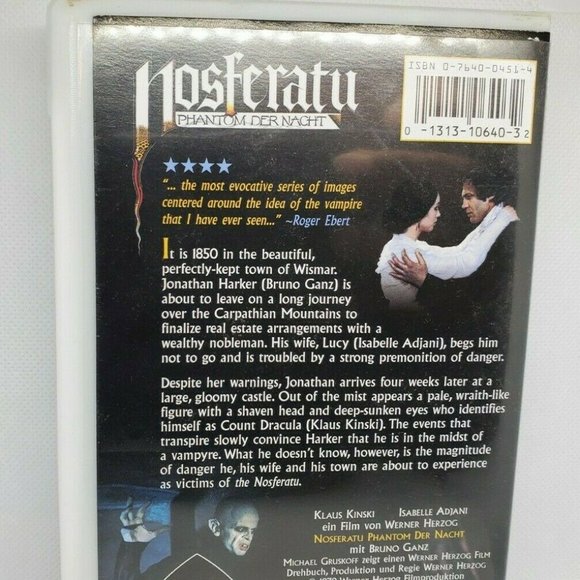 Nosferatu
PHANTOM DER NACHT
ISBN 0-7640-0451-4
0 13131-10640-3 2
★★★★
"... the most evocative series of images
centered around the idea of the vampire
that I have ever seen..." ~Roger Ebert
It is 1850 in the beautiful,
perfectly-kept town of Wismar.
Jonathan Harker (Bruno Ganz) is
about to leave on a long journey
over the Carpathian Mountains to
finalize real estate arrangements with a
wealthy nobleman. His wife, Lucy (Isabelle Adjani), begs him
not to go and is troubled by a strong premonition of danger.
Despite her warnings, Jonathan arrives four weeks later at a
large, gloomy castle. Out of the mist appears a pale, wraith-like
figure with a shaven head and deep-sunken eyes who identifies
himself as Count Dracula (Klaus Kinski). The events that
transpire slowly convince Harker that he is in the midst of
a vampyre. What he doesn't know, however, is the magnitude
of danger he, his wife and his town are about to experience
as victims of the Nosferatu.
KLAUS KINSKI ISABELLE ADJANI
ein Film von WERNER HERZOG
NOSFERATU PHANTOM DER NACHT
mit BRUNO GANZ
MICHAEL GRUSKOFF zeigt einen WERNER HERZOG FILM
Drehbuch, Produktion und Regie WERNER HERZOG
© 1979 Werner Herzog Filmproduktion